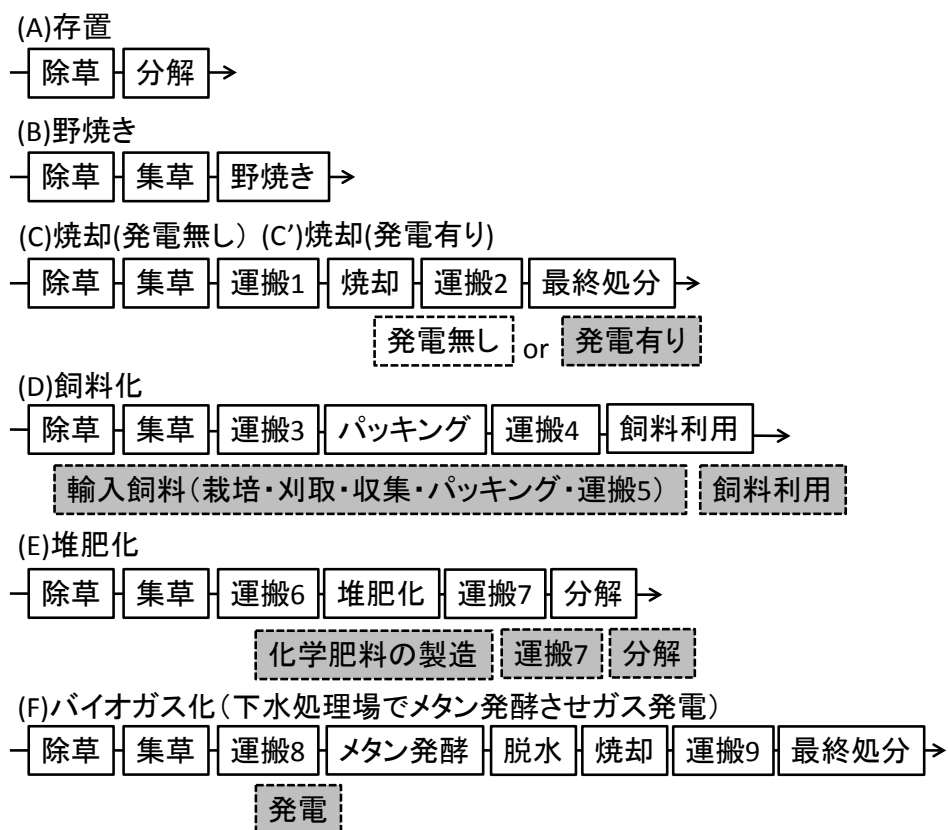 (A)存置
除草 分解
(B)野焼き
除草 集草 野焼き
(C)焼却(発電無し) (C')焼却(発電有り)
除草 集草 運搬1 焼却 運搬2 最終処分
発電無し or 発電有り
(D)飼料化
除草 集草 運搬3 パッキング 運搬4 飼料利用
輸入飼料(栽培・刈取・収集・パッキング・運搬5) 飼料利用
(E)堆肥化
除草 集草 運搬6 堆肥化 運搬7 分解
化学肥料の製造 運搬7 分解
(F)バイオガス化(下水処理場でメタン発酵させガス発電)
除草 集草 運搬8 メタン発酵 脱水 焼却 運搬9 最終処分
発電